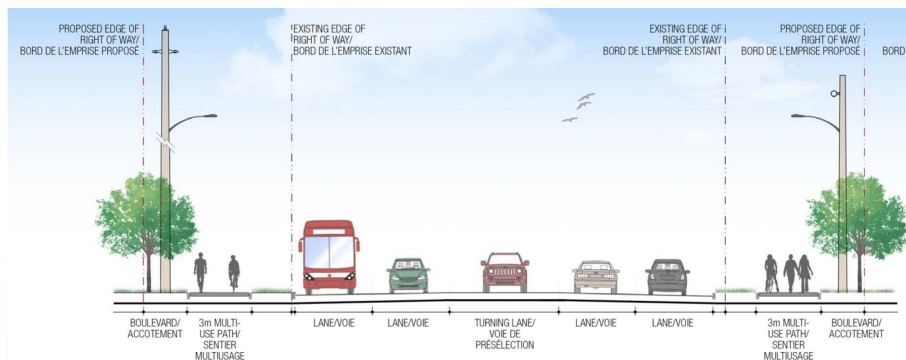 PROPOSED EDGE OF
RIGHT OF WAY/
BORD DE L'EMPRISE PROPOSÉ
EXISTING EDGE OF
RIGHT OF WAY/
BORD DE L'EMPRISE EXISTANT
EXISTING EDGE OF
RIGHT OF WAY/
BORD DE L'EMPRISE EXISTANT
PROPOSED EDGE OF
RIGHT OF WAY/
BORD DE L'EMPRISE PROPOSÉ
BORD
BOULEVARD/
ACCOTEMENT
3m MULTI-
USE PATH/
SENTIER
MULTIUSAGE
LANE/VOIE
LANE/VOIE
TURNING LANE/
VOIE DE
PRÉSÉLECTION
LANE/VOIE
LANE/VOIE
3m MULTI-
USE PATH/
SENTIER
MULTIUSAGE
BOULEVARD/
ACCOTEMENT